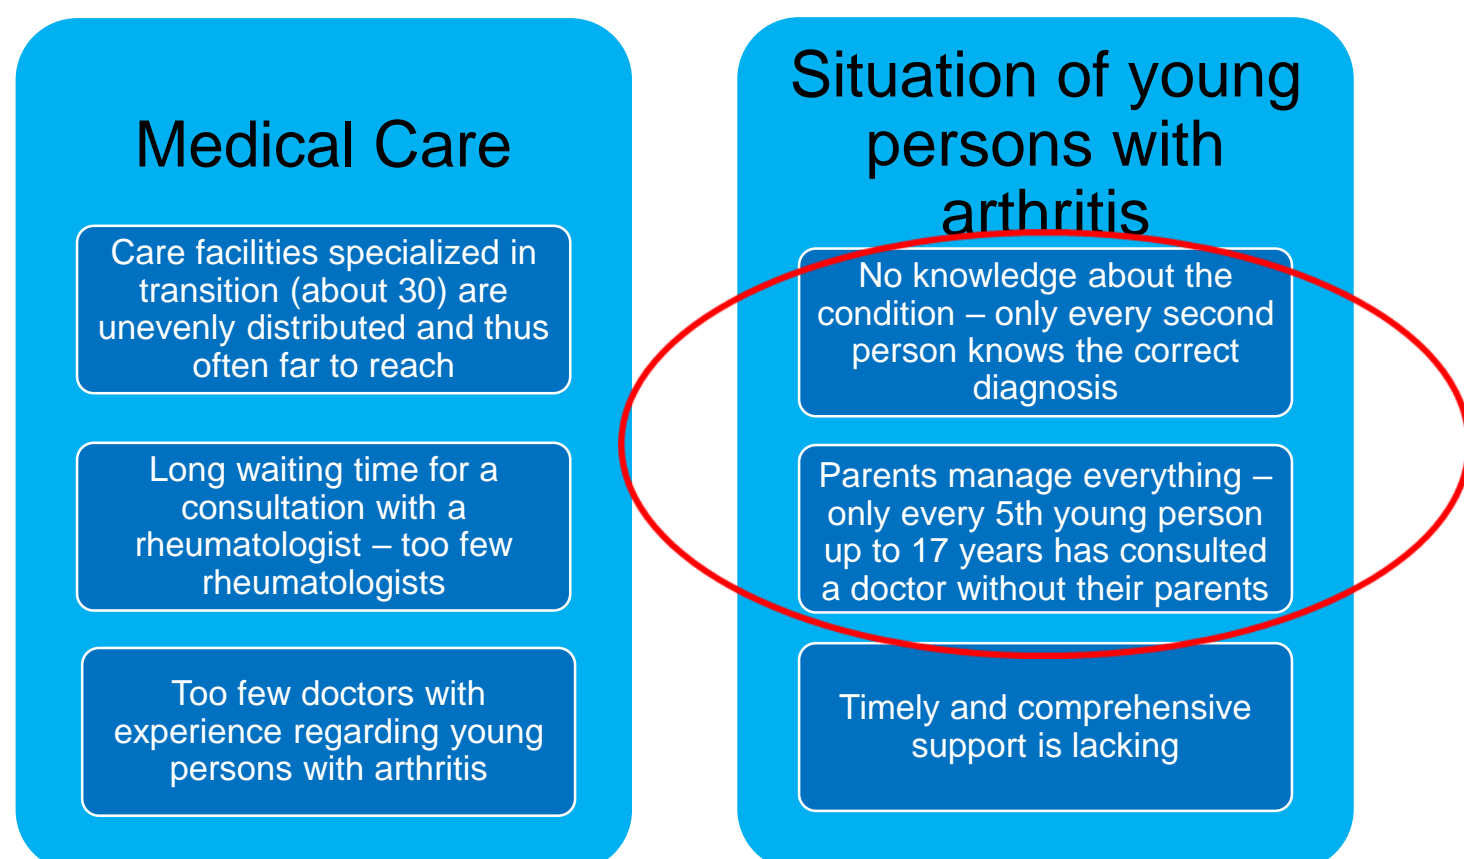 Medical Care
Care facilities specialized in
transition (about 30) are
unevenly distributed and thus
often far to reach
Long waiting time for a
consultation with a
rheumatologist – too few
rheumatologists
Too few doctors with
experience regarding young
persons with arthritis
Situation of young
persons with
arthritis
No knowledge about the
condition – only every second
person knows the correct
diagnosis
Parents manage everything –
only every 5th young person
up to 17 years has consulted
a doctor without their parents
Timely and comprehensive
support is lacking